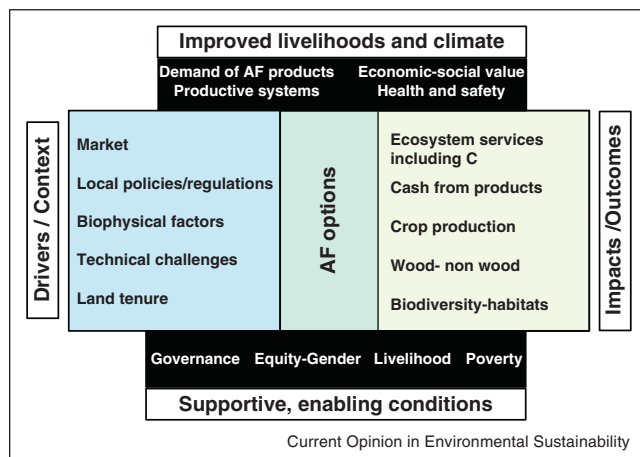 Improved livelihoods and climate
Demand of AF products
Productive systems
Economic-social value
Health and safety
Drivers / Context
Market
Local policies/regulations
Biophysical factors
Technical challenges
Land tenure
AF options
Ecosystem services
including C
Cash from products
Crop production
Wood- non wood
Biodiversity-habitats
Impacts /Outcomes
Governance Equity-Gender Livelihood Poverty
Supportive, enabling conditions
Current Opinion in Environmental Sustainability